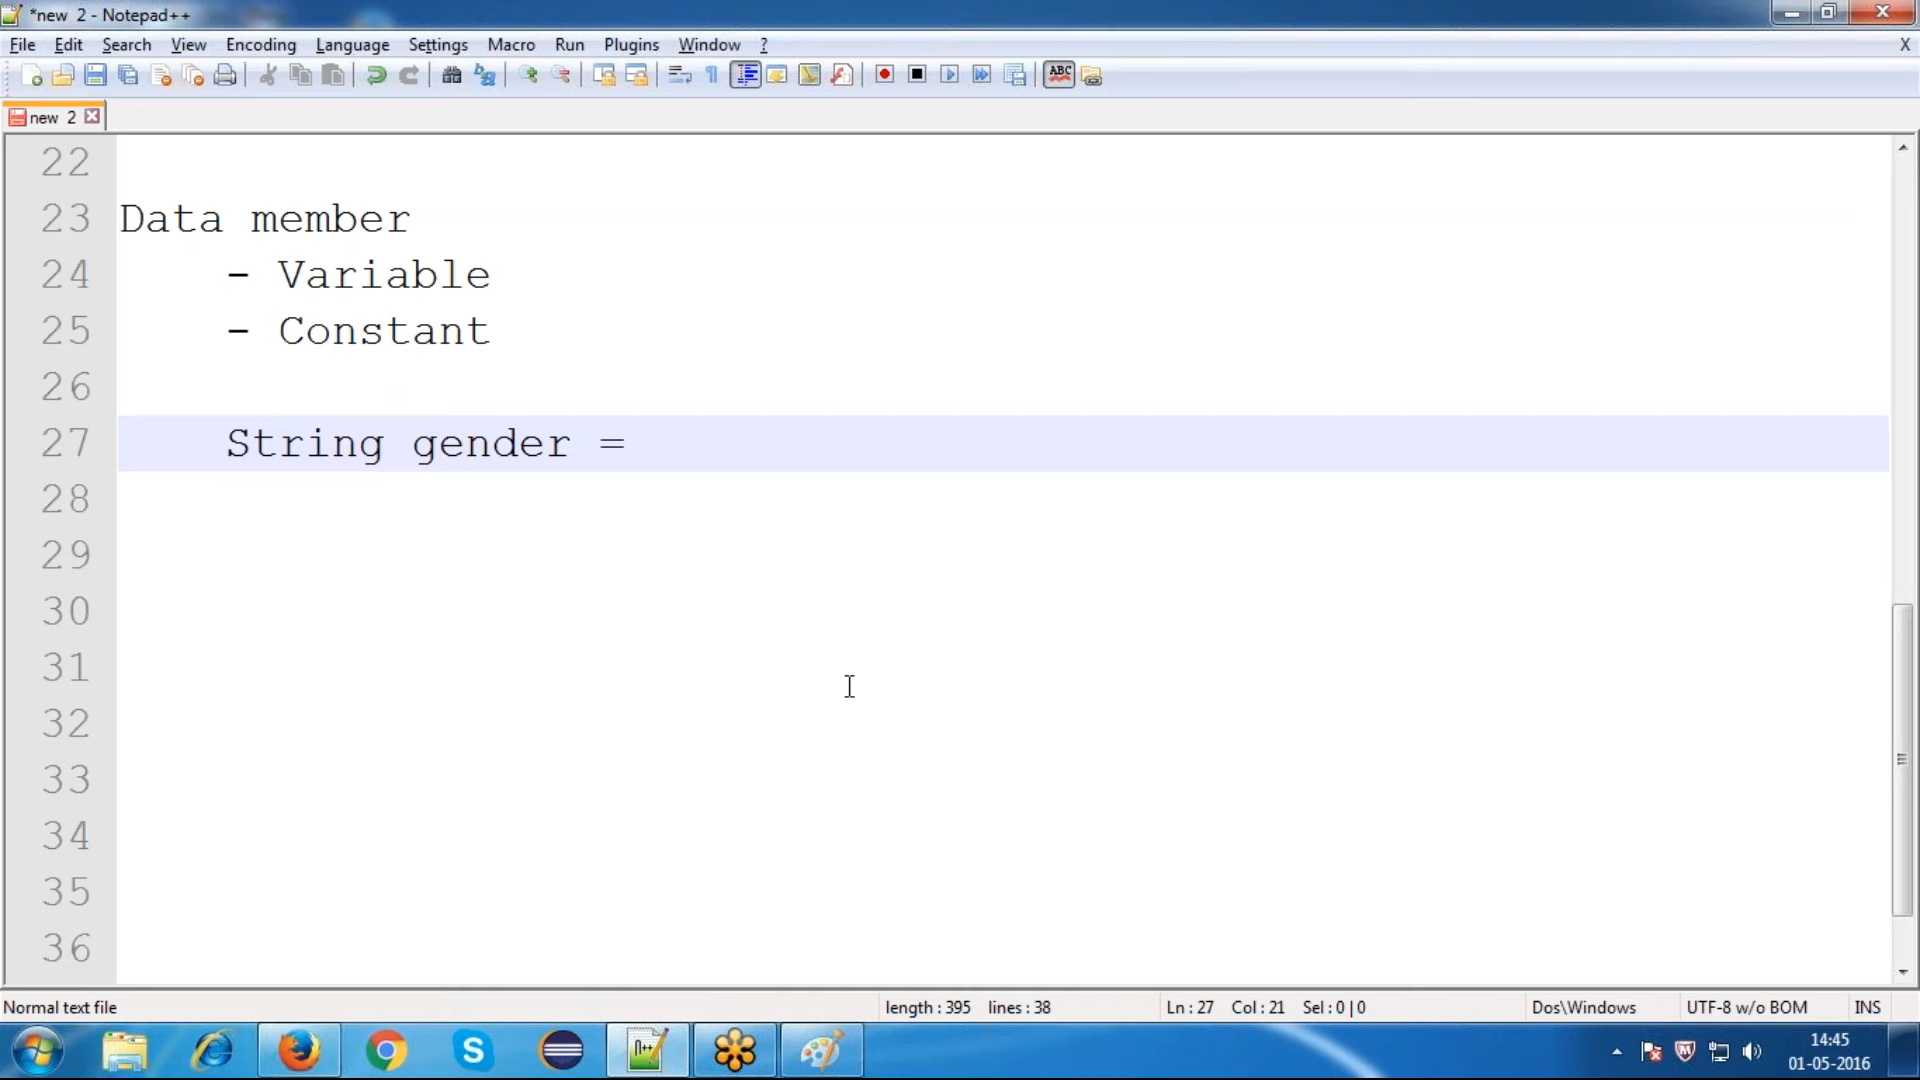 *new 2 - Notepad++
File Edit Search View Encoding Language Settings Macro Run Plugins Window ? X
ABC
new 2
22
23 Data member
24 - Variable
25 - Constant
26
27 String gender =
28
29
30
31
32
33
34
35
36
Normal text file length : 395 lines : 38 Ln : 27 Col : 21 Sel : 0 | 0 Dos\Windows UTF-8 w/o BOM INS
14:45
01-05-2016